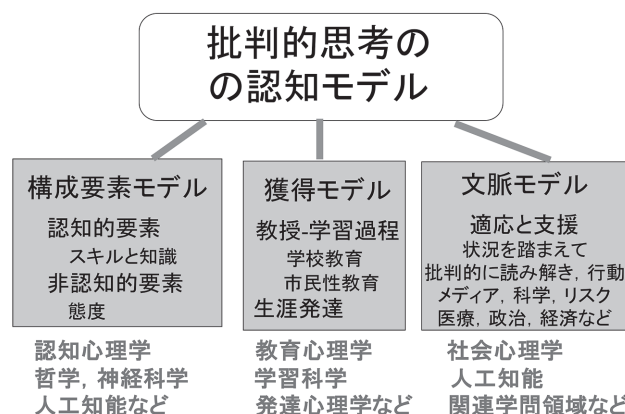 批判的思考の
の認知モデル
構成要素モデル
認知的要素
スキルと知識
非認知的要素
態度
認知心理学
哲学, 神経科学
人工知能など
獲得モデル
教授-学習過程
学校教育
市民性教育
生涯発達
教育心理学
学習科学
発達心理学など
文脈モデル
適応と支援
状況を踏まえて
批判的に読み解き, 行動
メディア, 科学, リスク
医療, 政治, 経済など
社会心理学
人工知能
関連学問領域など